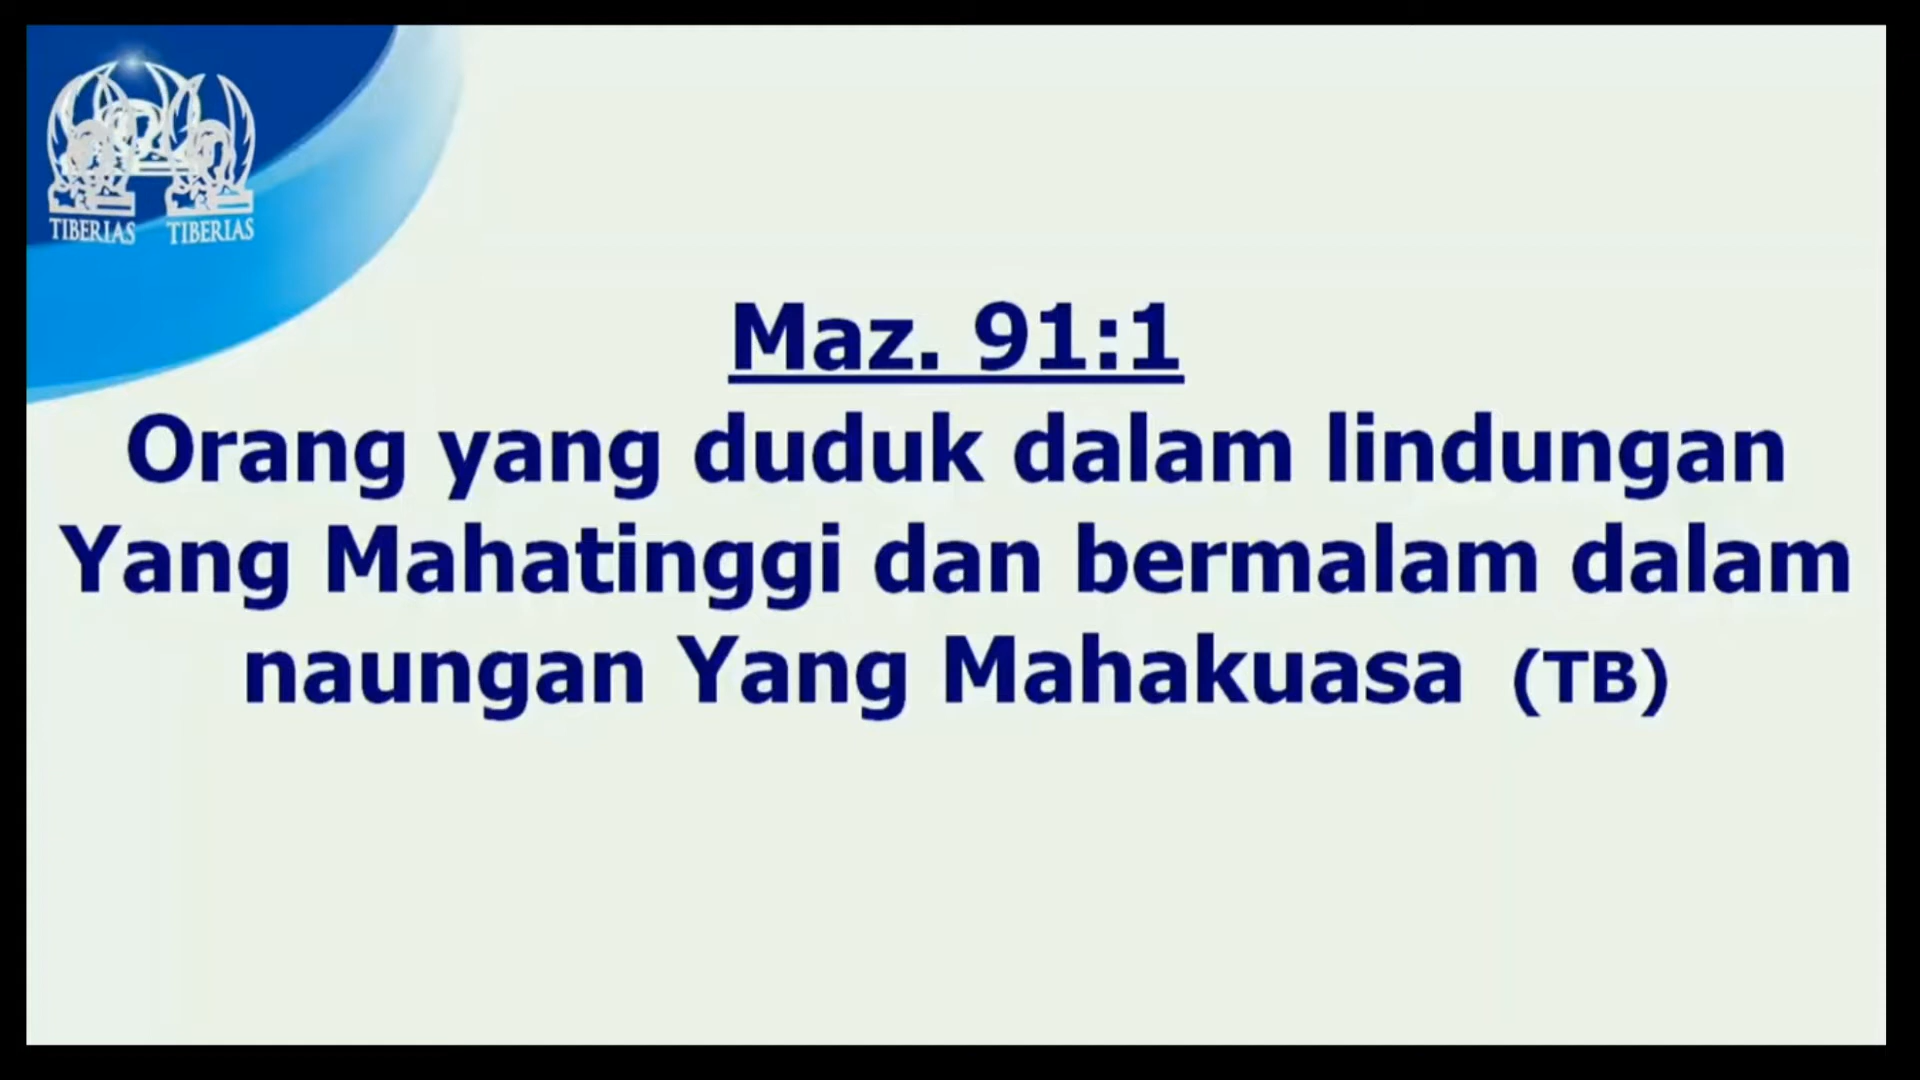 TIBERIAS TIBERIAS
Maz. 91:1
Orang yang duduk dalam lindungan
Yang Mahatinggi dan bermalam dalam
naungan Yang Mahakuasa (TB)